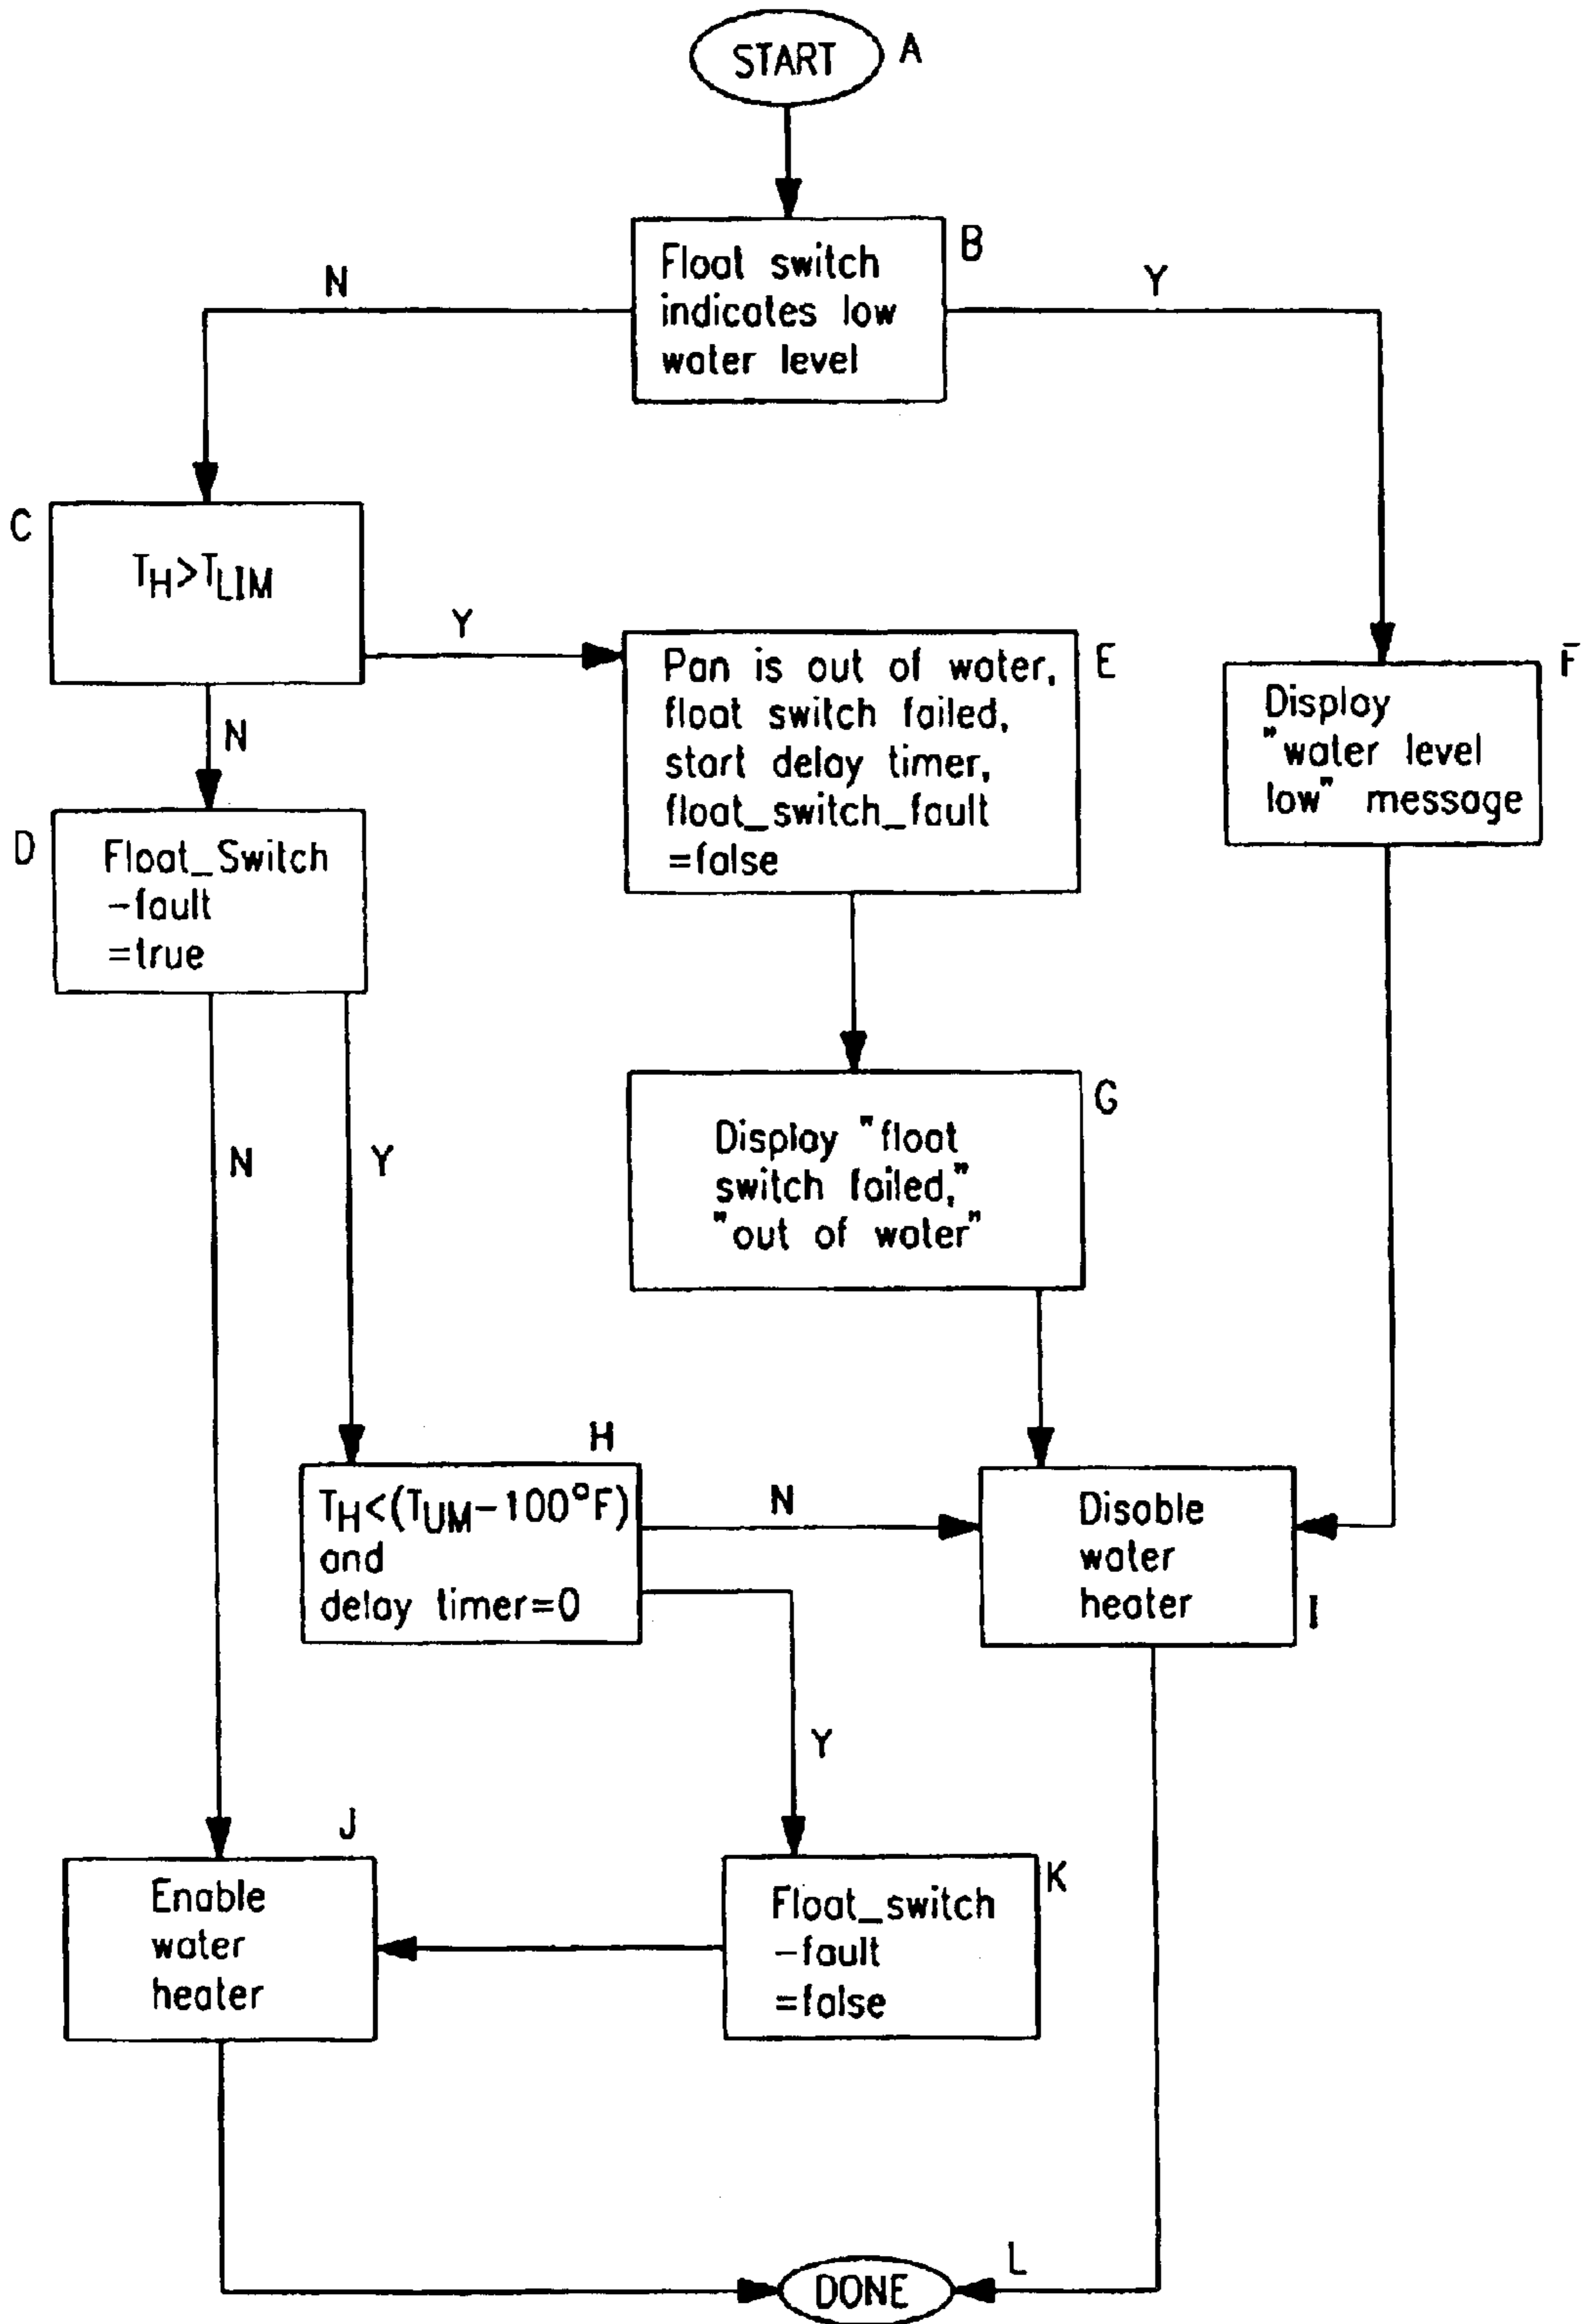 START A
B
Float switch
indicates low
water level
N
Y
C
TH>TLIM
Y
N
E
Pan is out of water,
float switch failed,
start delay timer,
float_switch_fault
=false
F
Display
"water level
low" message
D
Float_Switch
-fault
=true
G
Display "float
switch failed,"
"out of water"
N
Y
H
TH<(TUM-100°F)
and
delay timer=0
N
Disable
water
heater
I
Y
J
Enable
water
heater
K
Float_switch
-fault
=false
L
DONE